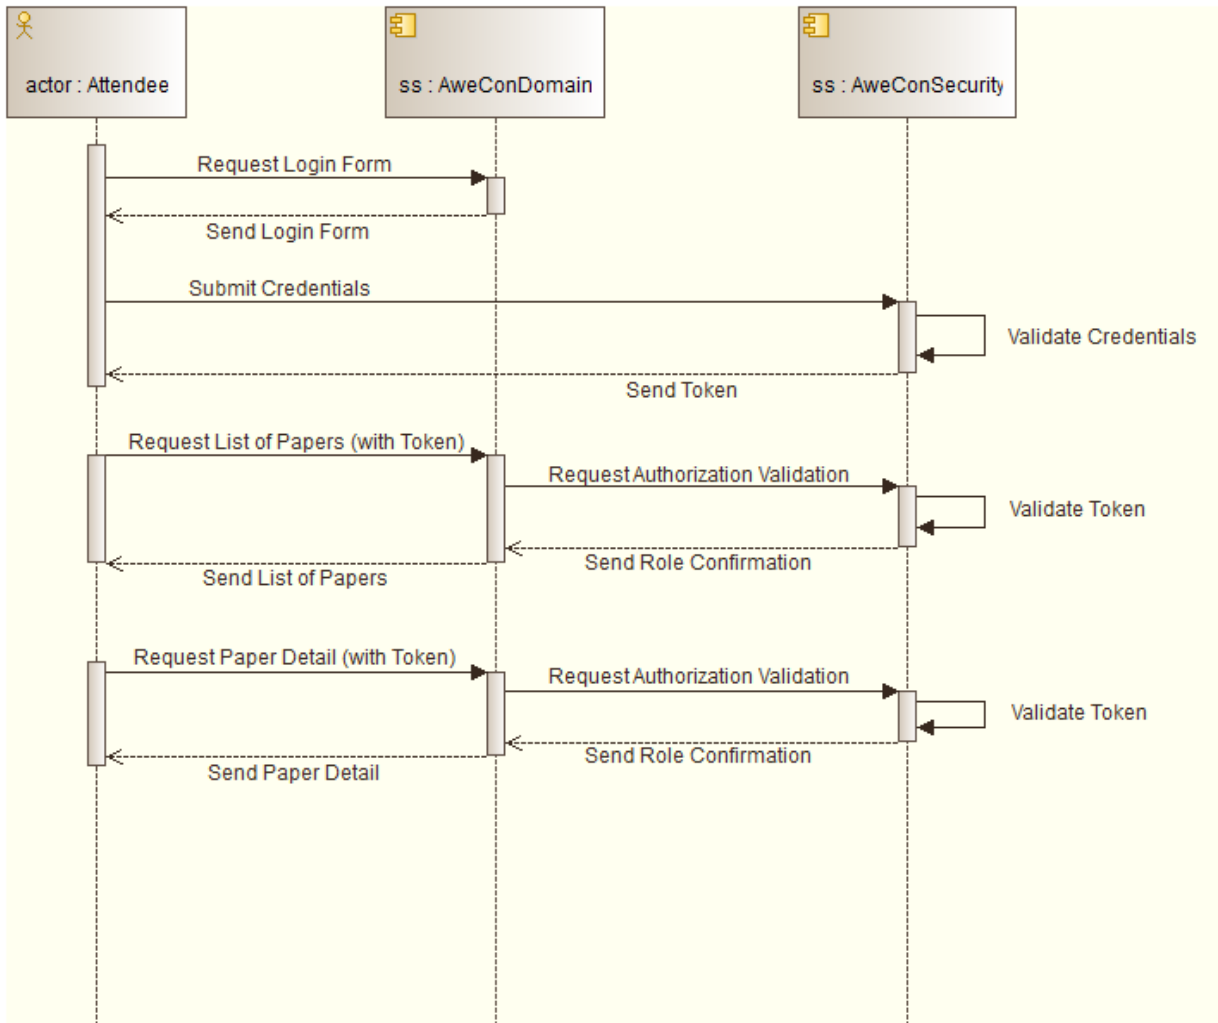 actor : Attendee
ss : AweConDomain
ss : AweConSecurity
Request Login Form
Send Login Form
Submit Credentials
Validate Credentials
Send Token
Request List of Papers (with Token)
Request Authorization Validation
Validate Token
Send Role Confirmation
Send List of Papers
Request Paper Detail (with Token)
Request Authorization Validation
Validate Token
Send Role Confirmation
Send Paper Detail